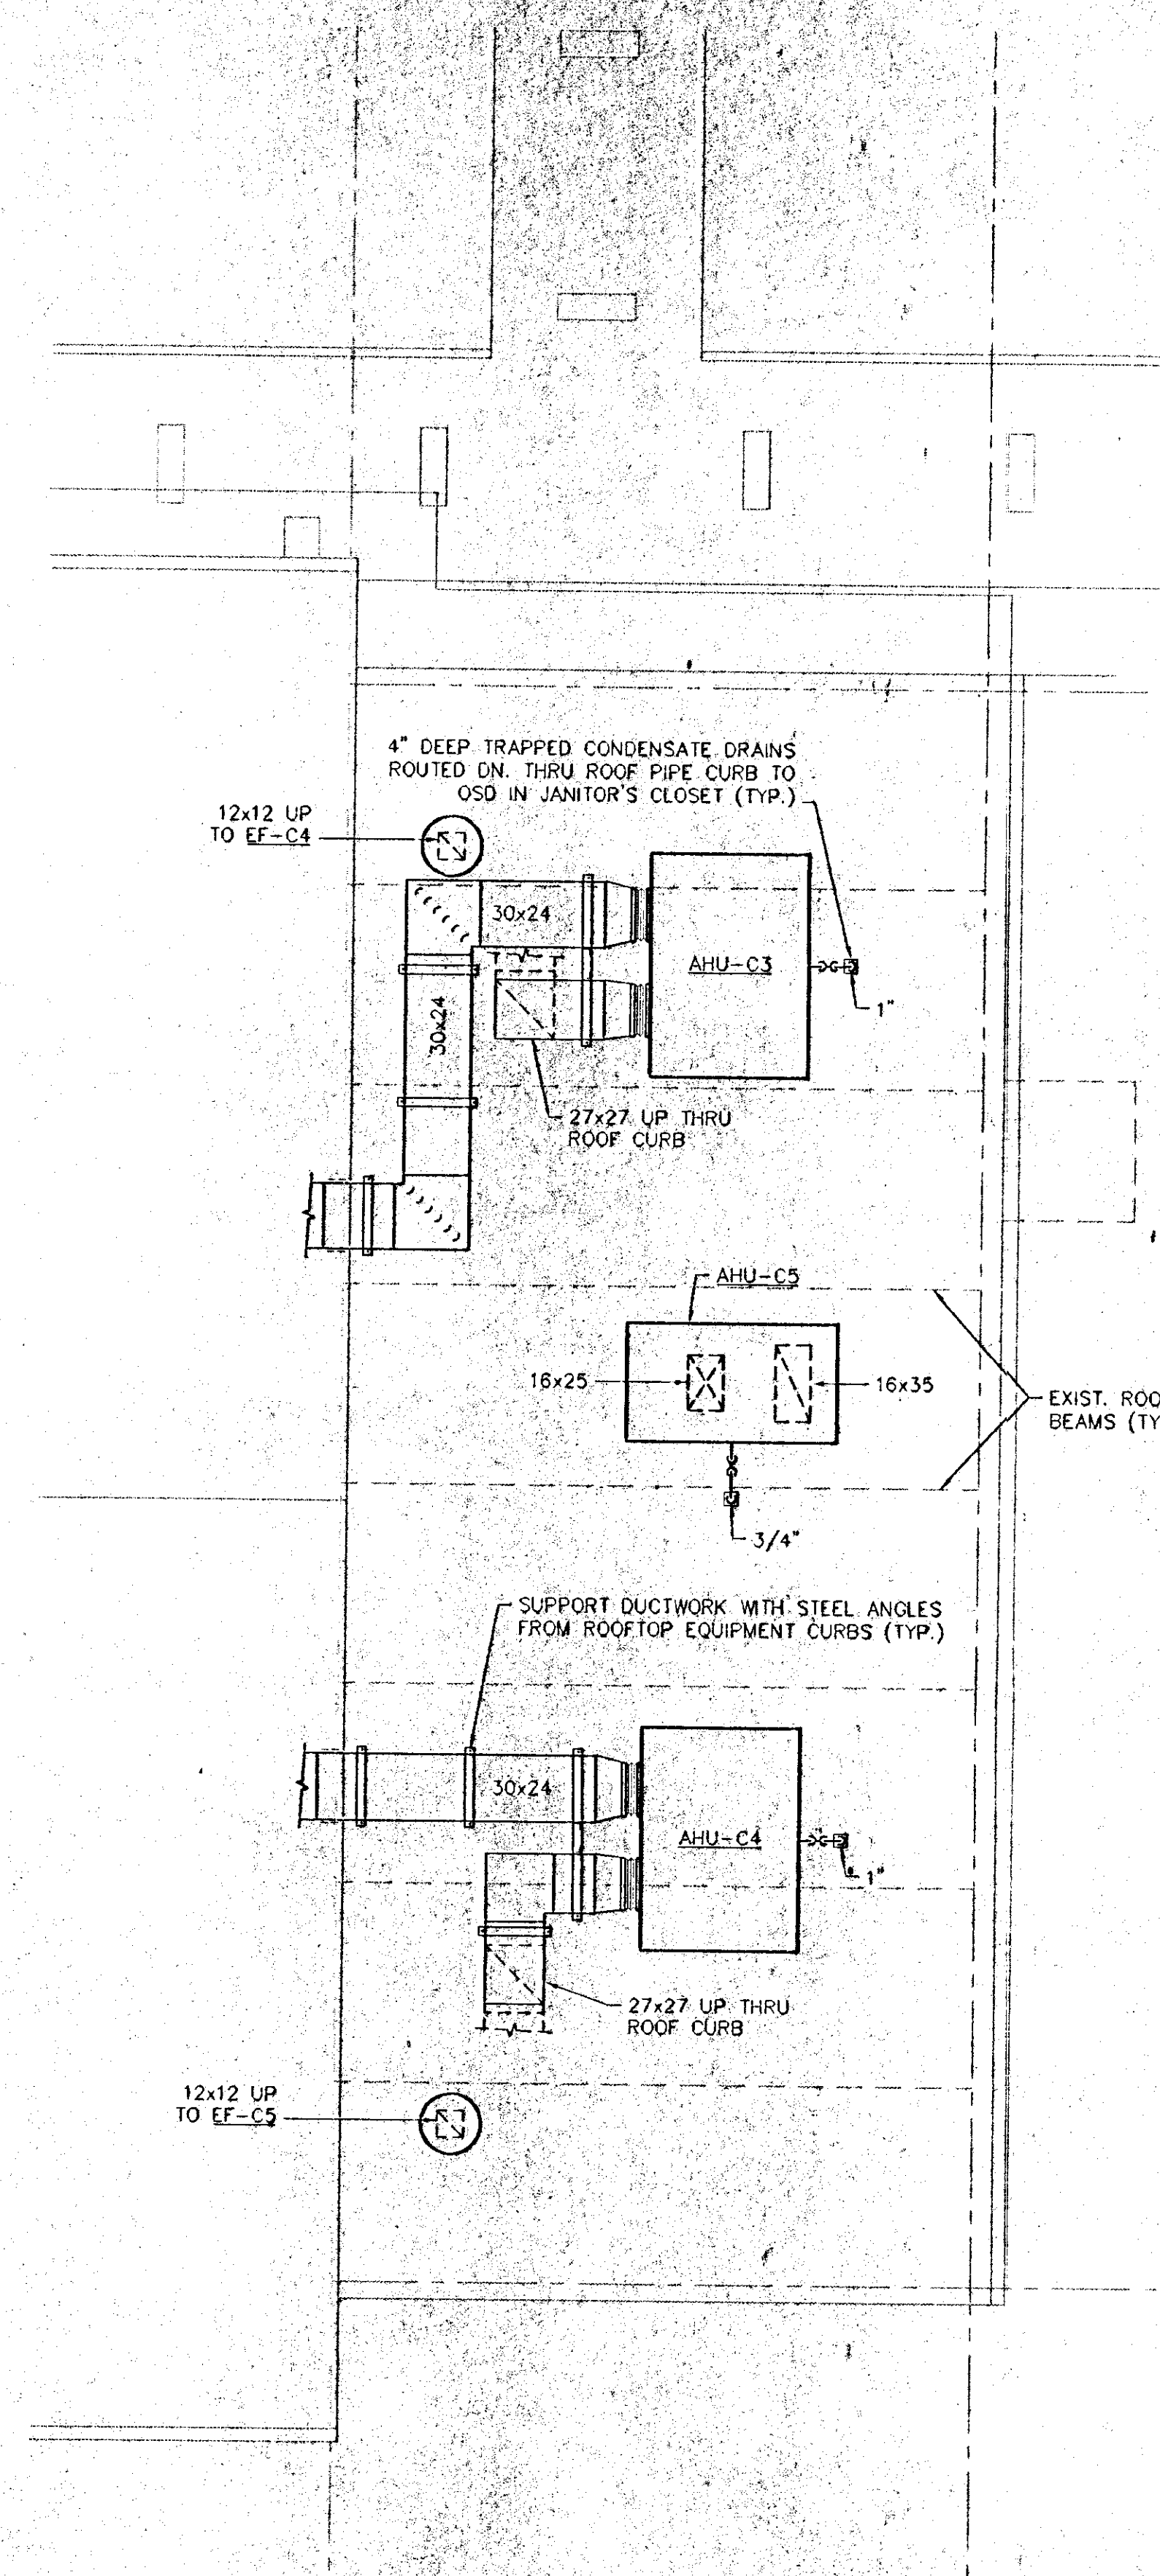 4" DEEP TRAPPED CONDENSATE DRAINS
ROUTED DN. THRU ROOF PIPE CURB TO
OSD IN JANITOR'S CLOSET (TYP.)
12x12 UP
TO EF-C4
30x24
AHU-C3
1"
30x24
27x27 UP THRU
ROOF CURB
AHU-C5
16x25
16x35
EXIST. ROO
BEAMS (TY
3/4"
SUPPORT DUCTWORK WITH STEEL ANGLES
FROM ROOFTOP EQUIPMENT CURBS (TYP.)
30x24
AHU-C4
1"
27x27 UP THRU
ROOF CURB
12x12 UP
TO EF-C5